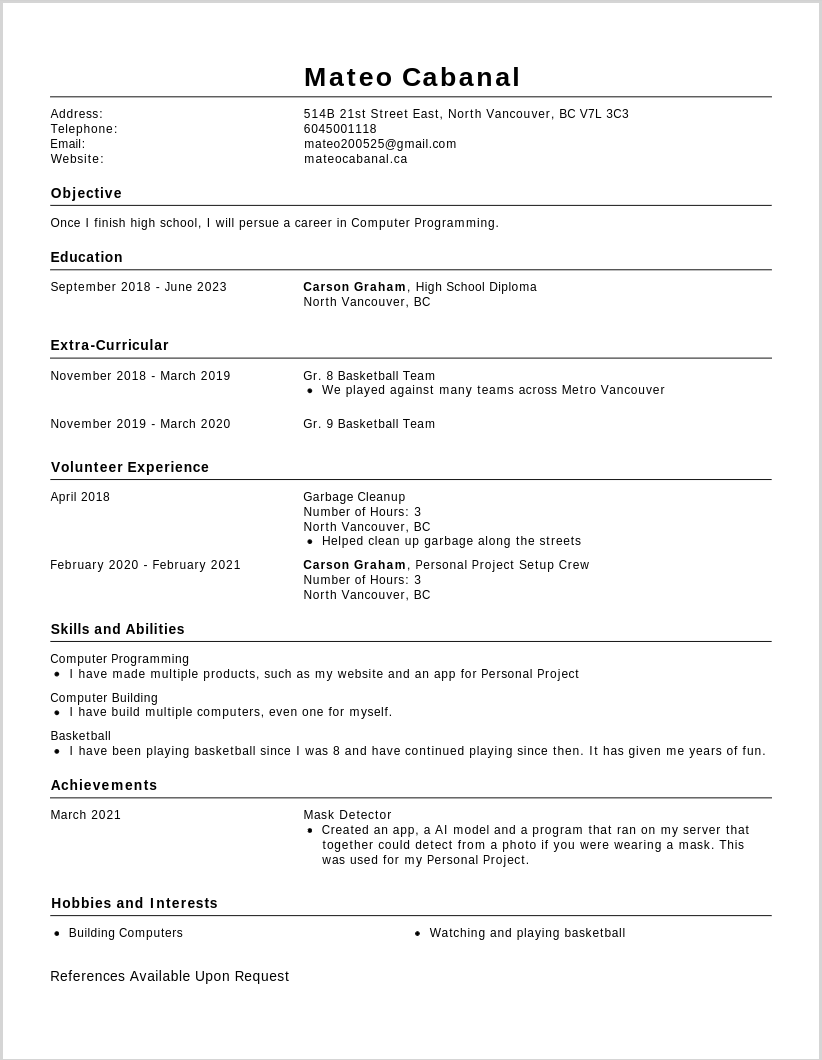 Mateo Cabanal
Address: 514B 21st Street East, North Vancouver, BC V7L 3C3
Telephone: 6045001118
Email: mateo200525@gmail.com
Website: mateocabanal.ca
Objective
Once I finish high school, I will persue a career in Computer Programming.
Education
September 2018 - June 2023 Carson Graham, High School Diploma
North Vancouver, BC
Extra-Curricular
November 2018 - March 2019 Gr. 8 Basketball Team
• We played against many teams across Metro Vancouver
November 2019 - March 2020 Gr. 9 Basketball Team
Volunteer Experience
April 2018 Garbage Cleanup
Number of Hours: 3
North Vancouver, BC
• Helped clean up garbage along the streets
February 2020 - February 2021 Carson Graham, Personal Project Setup Crew
Number of Hours: 3
North Vancouver, BC
Skills and Abilities
Computer Programming
• I have made multiple products, such as my website and an app for Personal Project
Computer Building
• I have build multiple computers, even one for myself.
Basketball
• I have been playing basketball since I was 8 and have continued playing since then. It has given me years of fun.
Achievements
March 2021 Mask Detector
• Created an app, a AI model and a program that ran on my server that
together could detect from a photo if you were wearing a mask. This
was used for my Personal Project.
Hobbies and Interests
• Building Computers • Watching and playing basketball
References Available Upon Request